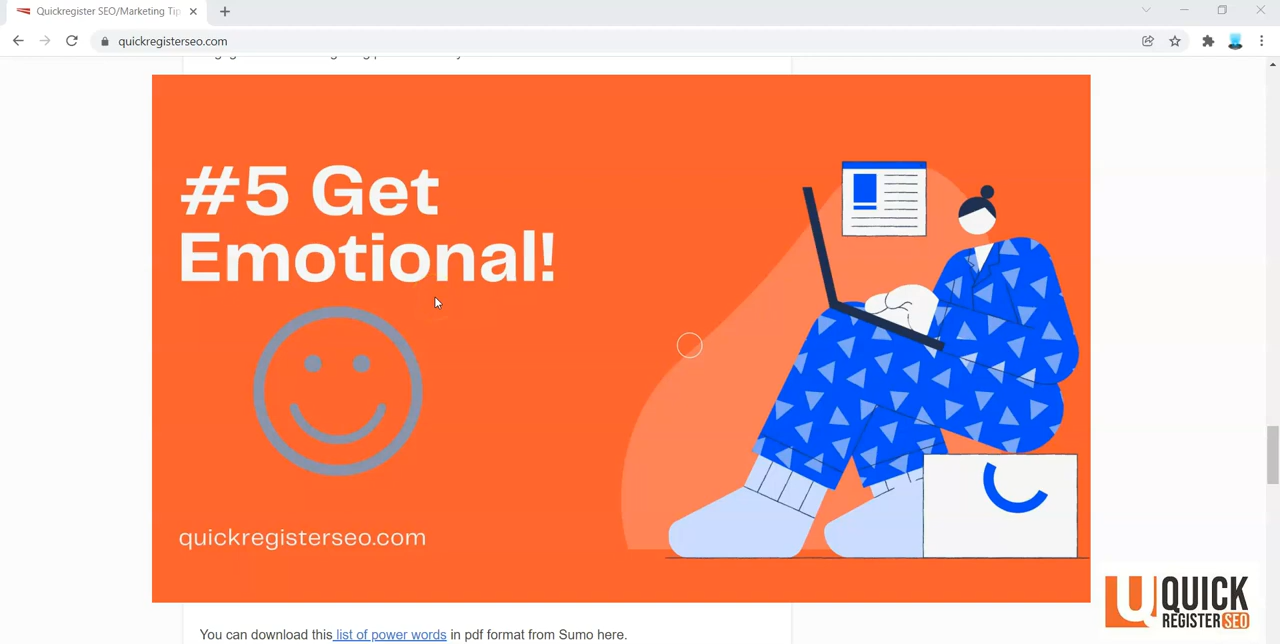 Quickregister SEO/Marketing Tip
quickregisterseo.com
#5 Get
Emotional!
quickregisterseo.com
QUICK
REGISTER SEO
You can download this list of power words in pdf format from Sumo here.